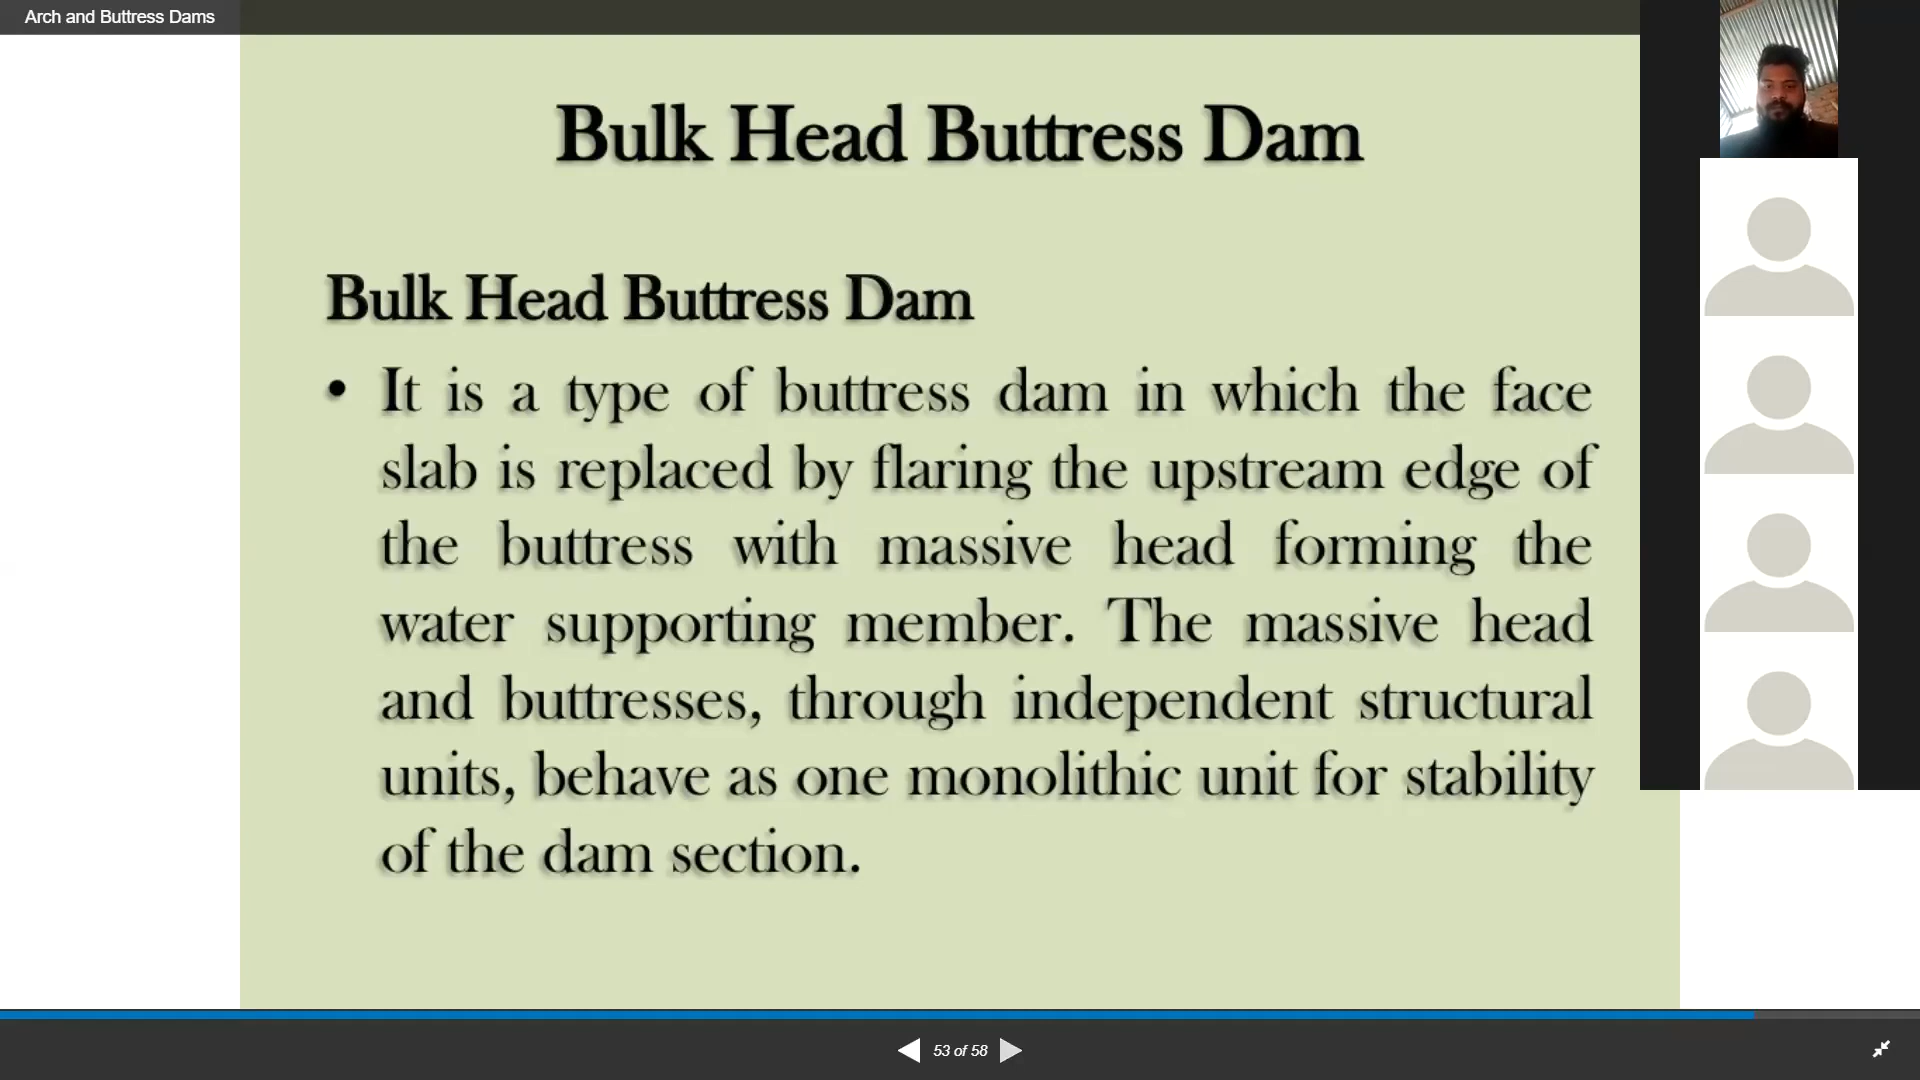 Arch and Buttress Dams
Bulk Head Buttress Dam
Bulk Head Buttress Dam
• It is a type of buttress dam in which the face
slab is replaced by flaring the upstream edge of
the buttress with massive head forming the
water supporting member. The massive head
and buttresses, through independent structural
units, behave as one monolithic unit for stability
of the dam section.
53 of 58